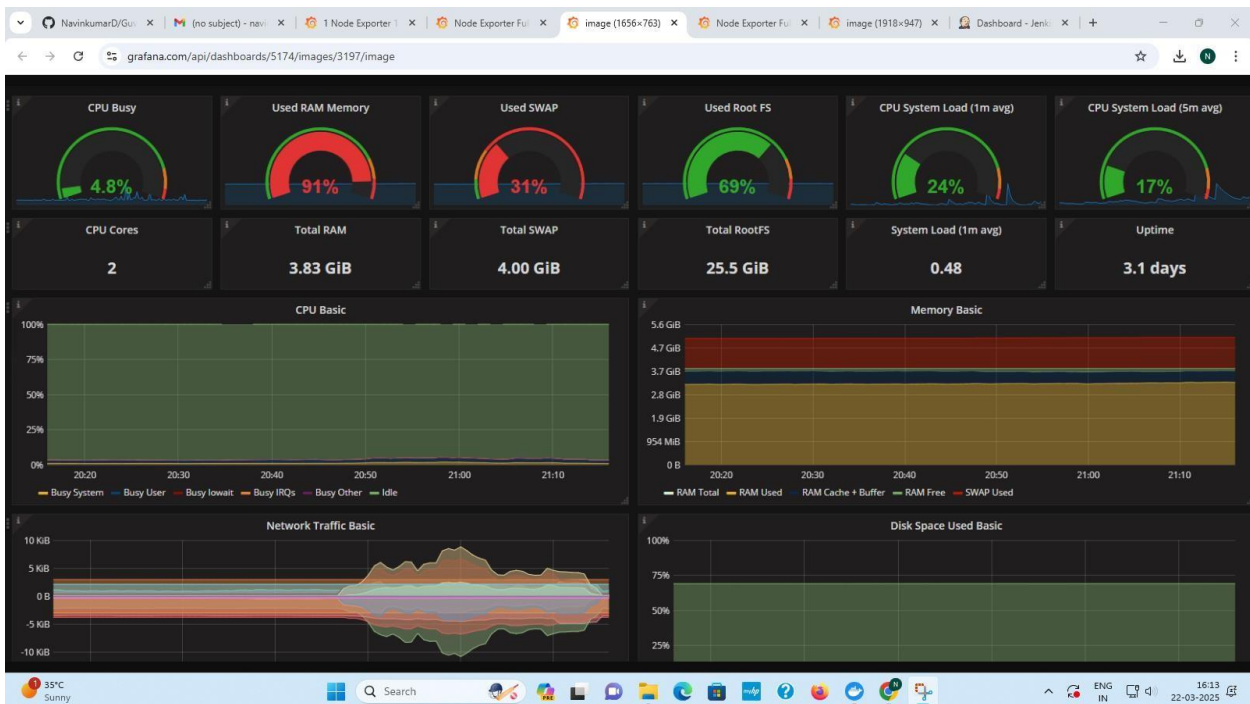 NavinkumarD/Guv
(no subject) - navi
1 Node Exporter
Node Exporter Ful
image (1656×763)
Node Exporter Ful
image (1918×947)
Dashboard - Jenk
grafana.com/api/dashboards/5174/images/3197/image
N
CPU Busy
Used RAM Memory
Used SWAP
Used Root FS
CPU System Load (1m avg)
CPU System Load (5m avg)
4.8%
91%
31%
69%
24%
17%
CPU Cores
Total RAM
Total SWAP
Total RootFS
System Load (1m avg)
Uptime
2
3.83 GiB
4.00 GiB
25.5 GiB
0.48
3.1 days
CPU Basic
100%
75%
50%
25%
0%
20:20 20:30 20:40 20:50 21:00 21:10
Busy System Busy User Busy Iowait Busy IRQs Busy Other Idle
Memory Basic
5.6 GiB
4.7 GiB
3.7 GiB
2.8 GiB
1.9 GiB
954 MiB
0 B
20:20 20:30 20:40 20:50 21:00 21:10
RAM Total RAM Used RAM Cache + Buffer RAM Free SWAP Used
Network Traffic Basic
10 KiB
5 KiB
0 B
-5 KiB
-10 KiB
Disk Space Used Basic
100%
75%
50%
25%
1
35°C
Sunny
Search
PRE
myhp
N
ENG
IN
16:13
22-03-2025